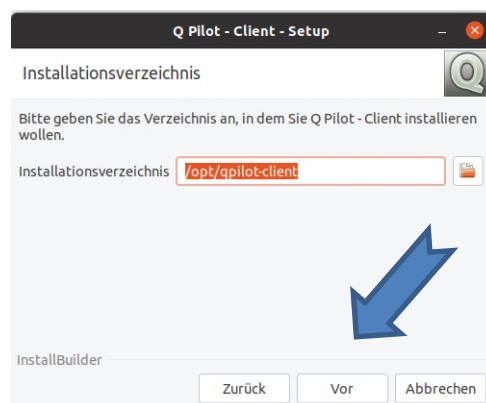 Q Pilot - Client - Setup
Installationsverzeichnis
Q
Bitte geben Sie das Verzeichnis an, in dem Sie Q Pilot - Client installieren
wollen.
Installationsverzeichnis /opt/qpilot-client
InstallBuilder
Zurück Vor Abbrechen